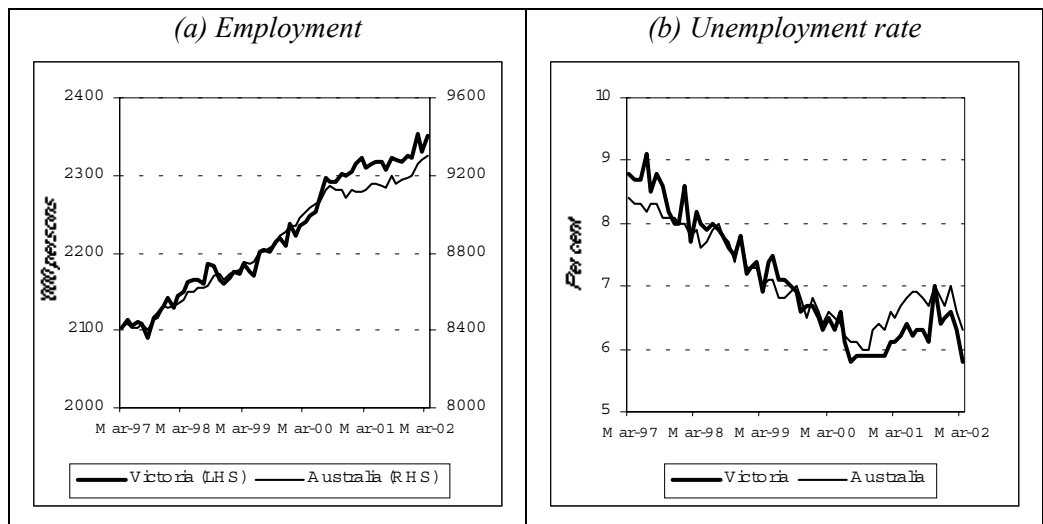 (a) Employment
2400
2300
2200
2100
2000
9600
9200
8800
8400
8000
'000 persons
Mar-97 Mar-98 Mar-99 Mar-00 Mar-01 Mar-02
Victoria (LHS) Australia (RHS)
(b) Unemployment rate
10
9
8
7
6
5
Per cent
Mar-97 Mar-98 Mar-99 Mar-00 Mar-01 Mar-02
Victoria Australia